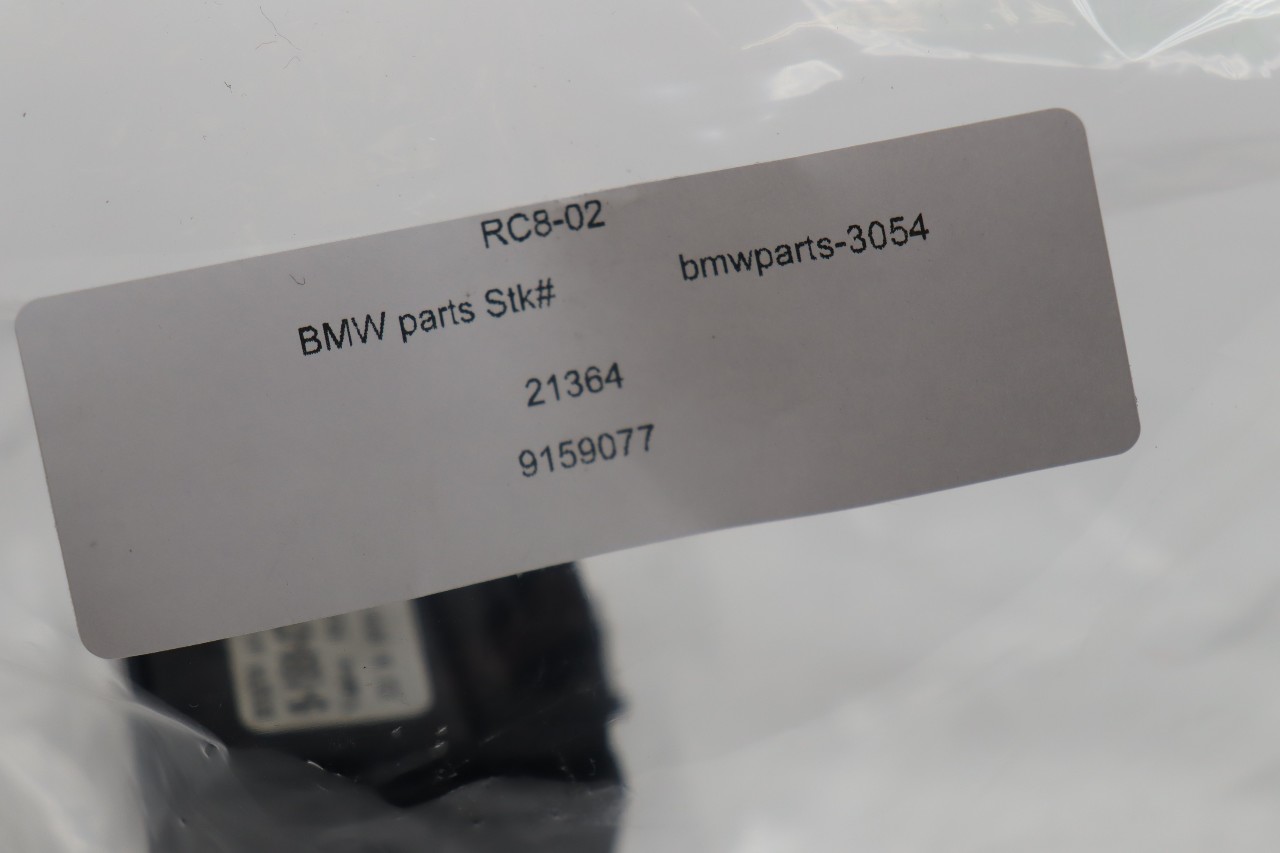 RC8-02
BMW parts Stk# bmwparts-3054
21364
9159077